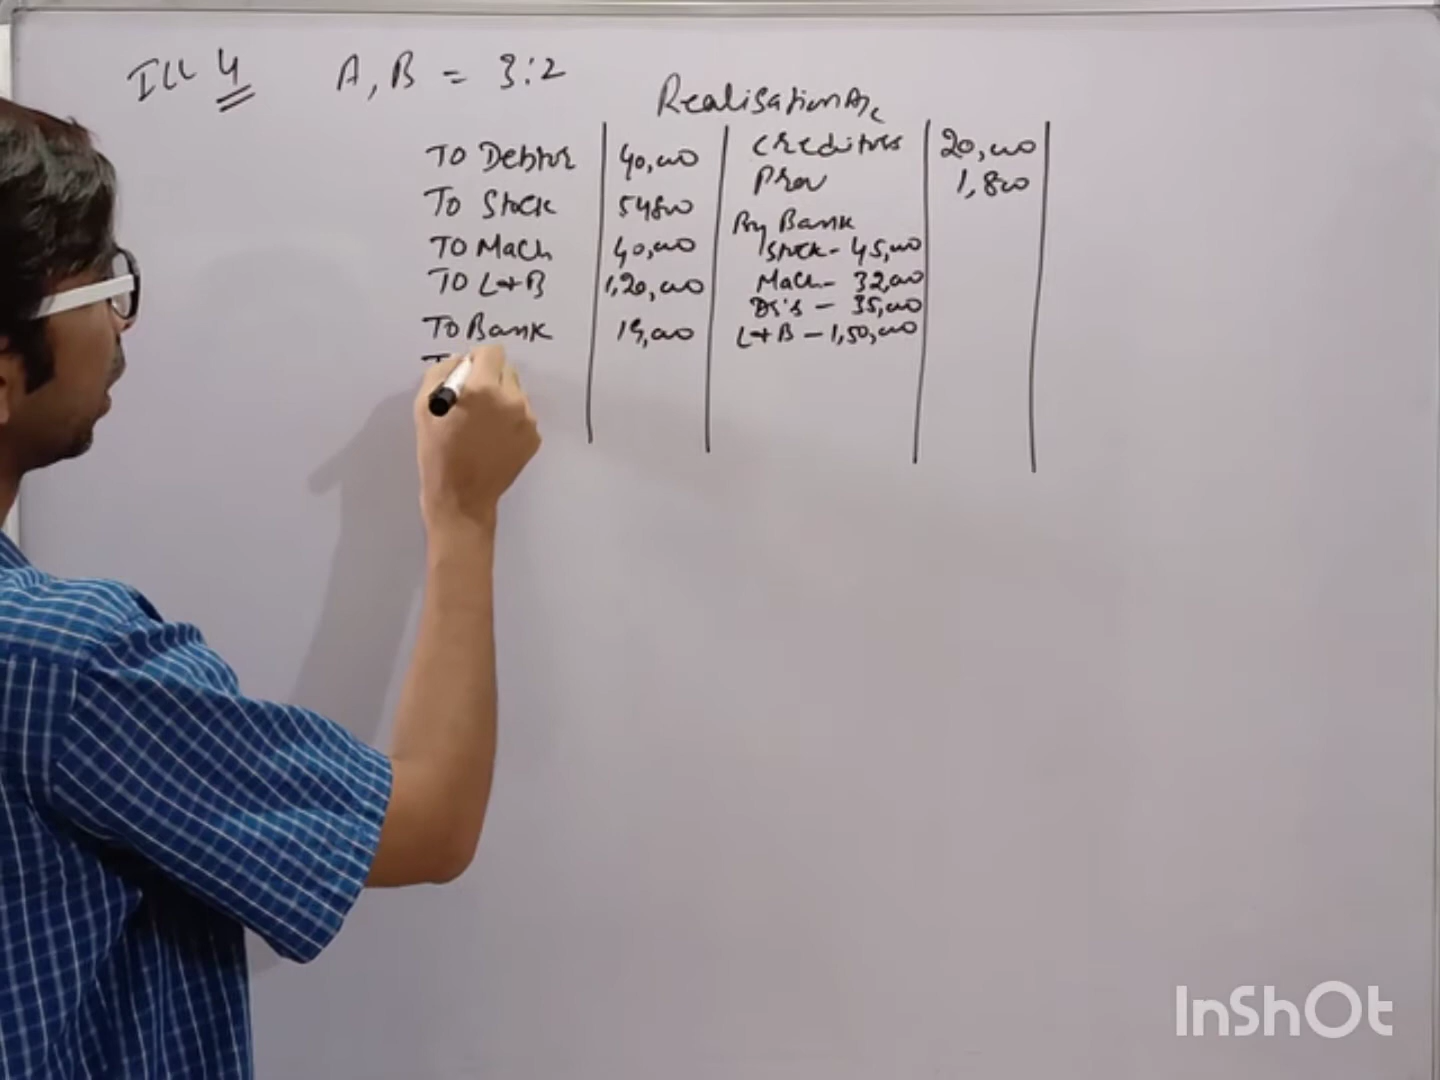 Ill 4 A, B = 3:2
Realisation A/c
To Debtor 40,000 Creditors 20,000
Prov 1,800
To Stock 54800
By Bank
To Mach 40,000 Stock - 45,000
To L+B 1,20,000 Mach - 32,000
Dr's - 35,000
To Bank 19,000 L+B - 1,50,000
InShOt